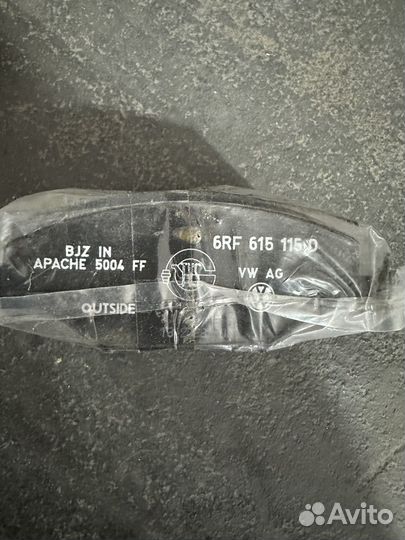 BJZ IN
APACHE 5004 FF
OUTSIDE
6RF 615 115 D
VW AG
Avito